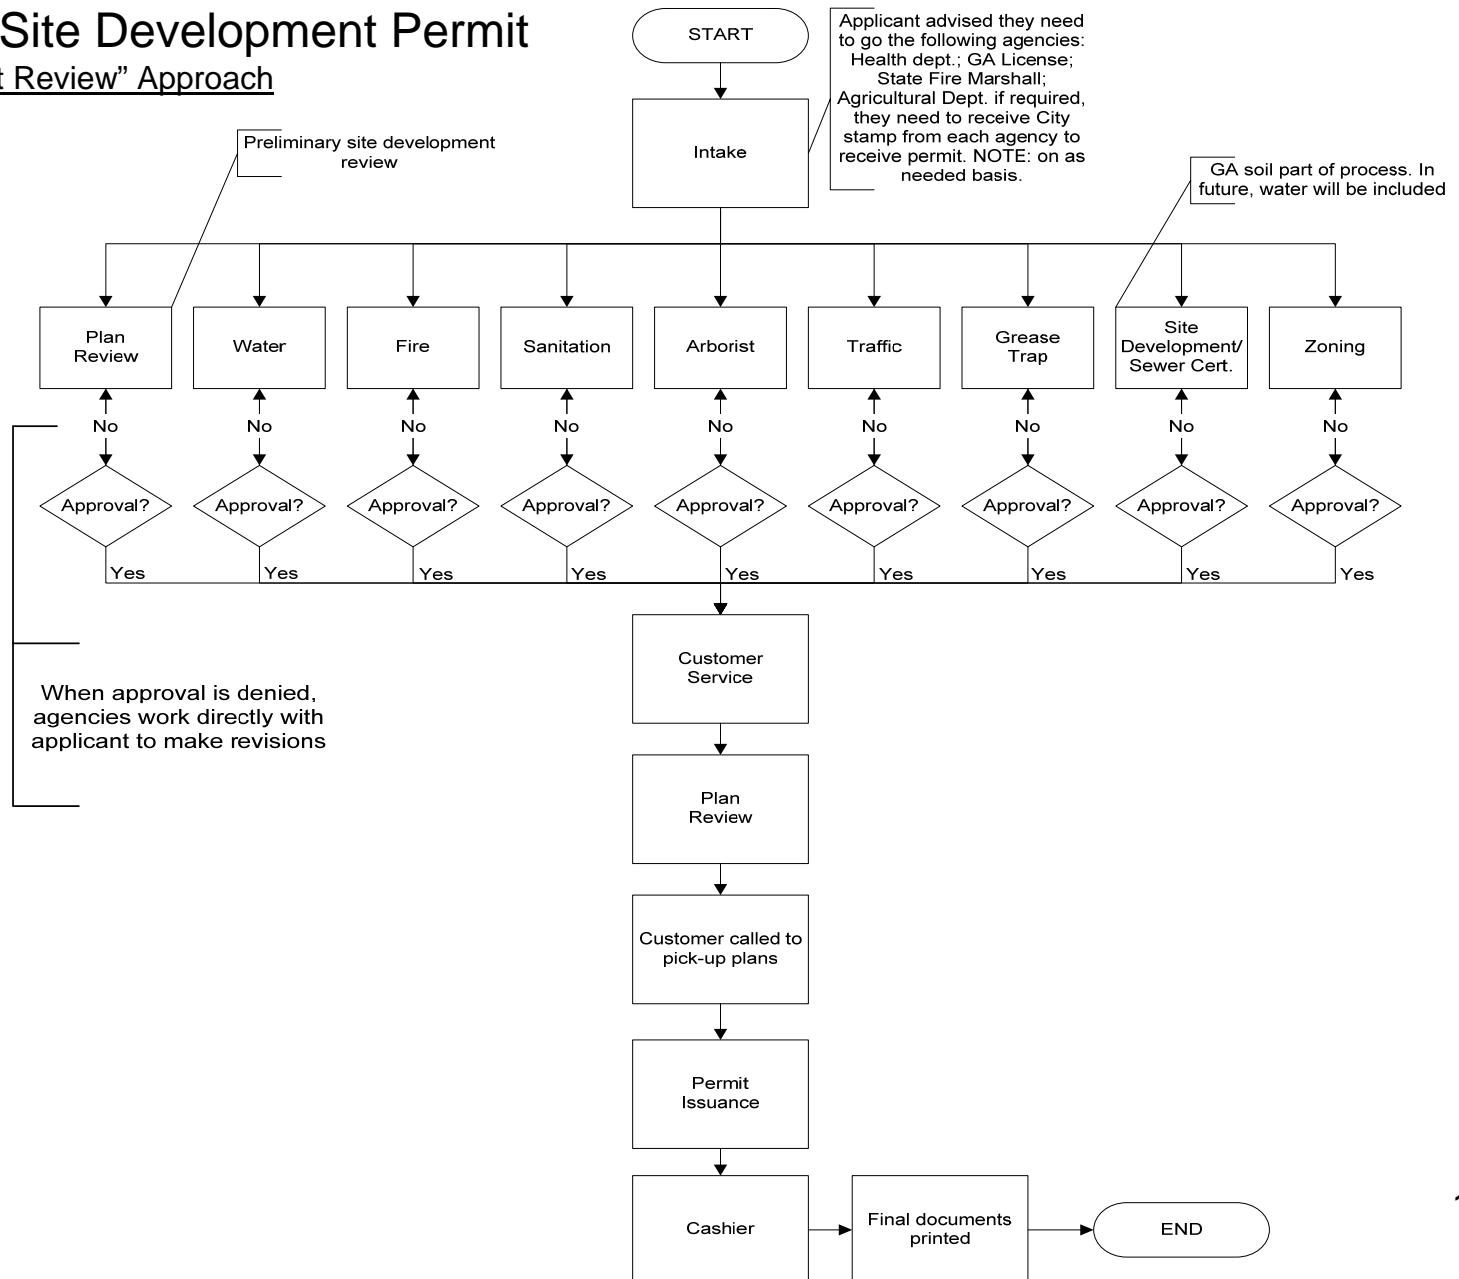 Site Development Permit
t Review” Approach
START
Applicant advised they need
to go the following agencies:
Health dept.; GA License;
State Fire Marshall;
Agricultural Dept. if required,
they need to receive City
stamp from each agency to
receive permit. NOTE: on as
needed basis.
Intake
Preliminary site development
review
GA soil part of process. In
future, water will be included
Plan
Review
Water
Fire
Sanitation
Arborist
Traffic
Grease
Trap
Site
Development/
Sewer Cert.
Zoning
No
No
No
No
No
No
No
No
No
Approval?
Approval?
Approval?
Approval?
Approval?
Approval?
Approval?
Approval?
Approval?
Yes
Yes
Yes
Yes
Yes
Yes
Yes
Yes
Yes
Customer
Service
When approval is denied,
agencies work directly with
applicant to make revisions
Plan
Review
Customer called to
pick-up plans
Permit
Issuance
Cashier
Final documents
printed
END